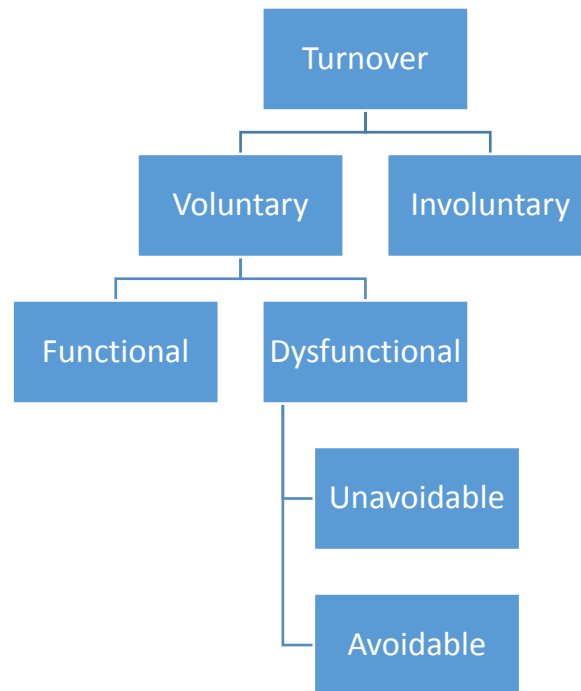 Turnover
Voluntary
Involuntary
Functional
Dysfunctional
Unavoidable
Avoidable